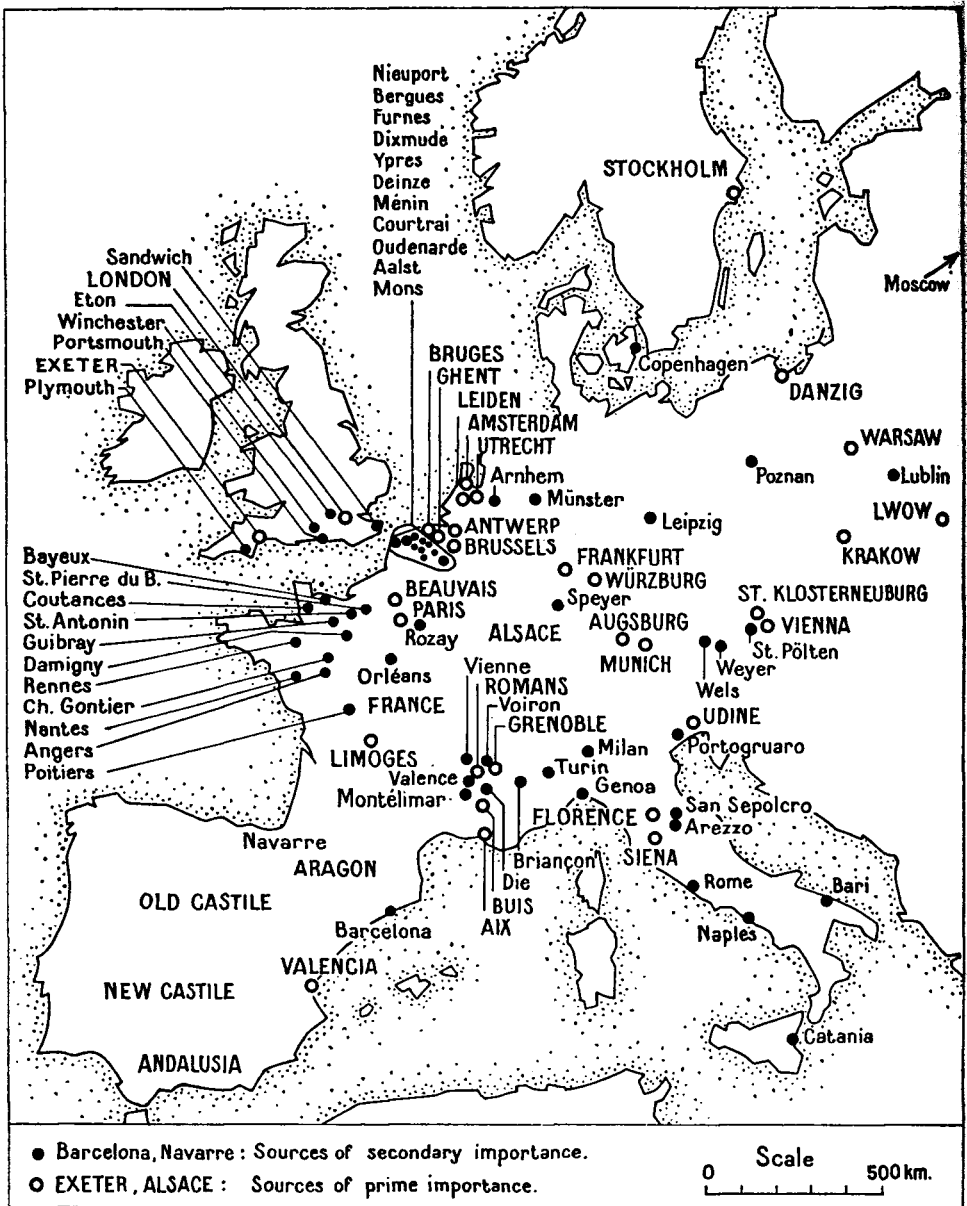 Nieuport
Bergues
Furnes
Dixmude
Ypres
Deinze
Ménin
Courtrai
Oudenarde
Aalst
Mons
STOCKHOLM
Moscow
Sandwich
LONDON
Eton
Winchester
Portsmouth
EXETER
Plymouth
BRUGES
GHENT
LEIDEN
AMSTERDAM
UTRECHT
Arnhem
Münster
Copenhagen
DANZIG
WARSAW
Poznan
Lublin
LWOW
KRAKOW
Leipzig
ANTWERP
BRUSSELS
FRANKFURT
WÜRZBURG
Speyer
ST. KLOSTERNEUBURG
VIENNA
St. Pölten
AUGSBURG
MUNICH
Weyer
Wels
Bayeux
St. Pierre du B.
Coutances
St. Antonin
Guibray
Damigny
Rennes
Ch. Gontier
Nantes
Angers
Poitiers
BEAUVAIS
PARIS
Rozay
ALSACE
Orléans
FRANCE
LIMOGES
Vienne
ROMANS
Voiron
GRENOBLE
Valence
Montélimar
UDINE
Portogruaro
Milan
Turin
Genoa
FLORENCE
San Sepolcro
Arezzo
SIENA
Briançon
Die
BUIS
AIX
Navarre
ARAGON
OLD CASTILE
Barcelona
Rome
Bari
Naples
VALENCIA
NEW CASTILE
ANDALUSIA
Catania
Barcelona, Navarre : Sources of secondary importance.
EXETER, ALSACE : Sources of prime importance.
Scale
0 500 km.